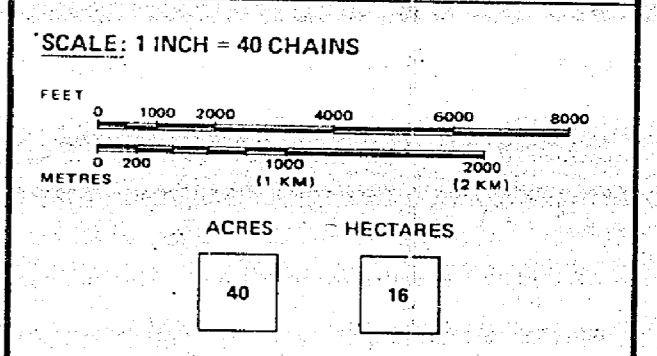 SCALE: 1 INCH = 40 CHAINS
FEET
0 1000 2000 4000 6000 8000
0 200 1000 2000
METRES (1 KM) (2 KM)
ACRES HECTARES
40 16